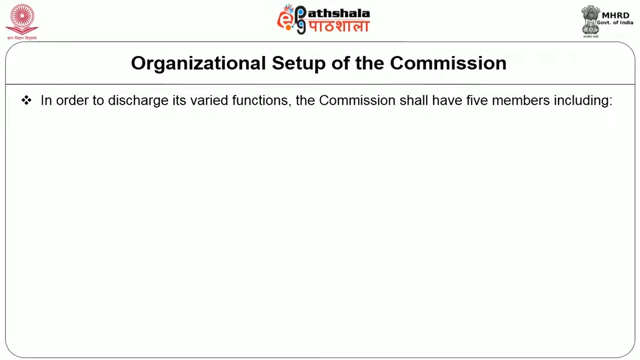 ePathshala
पाठशाला
MHRD
Govt. of India
Organizational Setup of the Commission
❖ In order to discharge its varied functions, the Commission shall have five members including: